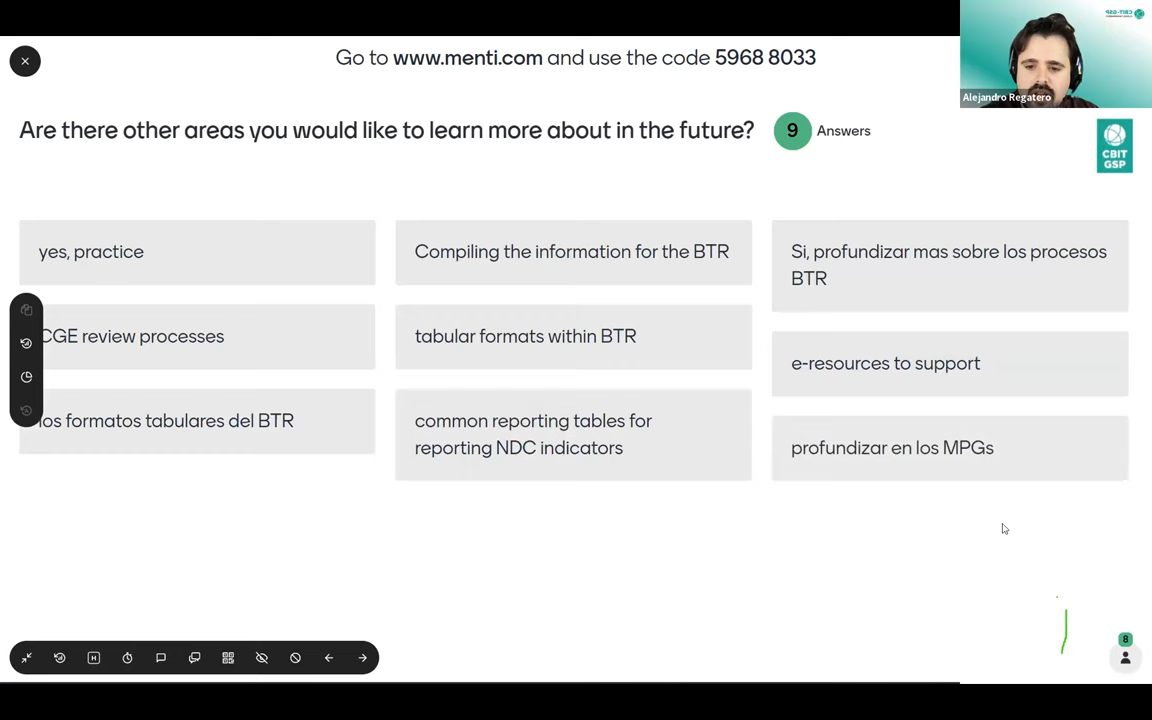 Go to www.menti.com and use the code 5968 8033
Alejandro Regatero
CBIT-GSP
Are there other areas you would like to learn more about in the future?
9 Answers
CBIT
GSP
yes, practice
CGE review processes
los formatos tabulares del BTR
Compiling the information for the BTR
tabular formats within BTR
common reporting tables for
reporting NDC indicators
Si, profundizar mas sobre los procesos
BTR
e-resources to support
profundizar en los MPGs
H
8